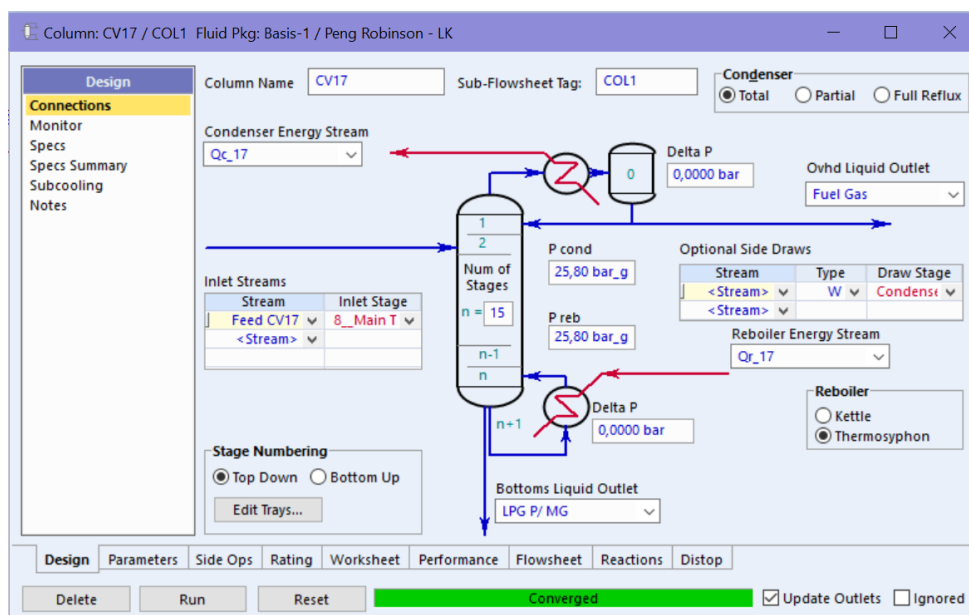 Column: CV17 / COL1 Fluid Pkg: Basis-1 / Peng Robinson - LK
Design
Connections
Monitor
Specs
Specs Summary
Subcooling
Notes
Column Name CV17 Sub-Flowsheet Tag: COL1
Condenser
Total Partial Full Reflux
Condenser Energy Stream
Qc_17
0
Delta P
0,0000 bar
Ovhd Liquid Outlet
Fuel Gas
1
2
Num of
Stages
n = 15
n-1
n
n+1
P cond
25,80 bar_g
P reb
25,80 bar_g
Optional Side Draws
Stream Type Draw Stage
<Stream> W Condense
<Stream>
Inlet Streams
Stream Inlet Stage
Feed CV17 8__Main T
<Stream>
Reboiler Energy Stream
Qr_17
Delta P
0,0000 bar
Reboiler
Kettle
Thermosyphon
Stage Numbering
Top Down Bottom Up
Edit Trays...
Bottoms Liquid Outlet
LPG P/ MG
Design Parameters Side Ops Rating Worksheet Performance Flowsheet Reactions Distop
Delete Run Reset Converged Update Outlets Ignored